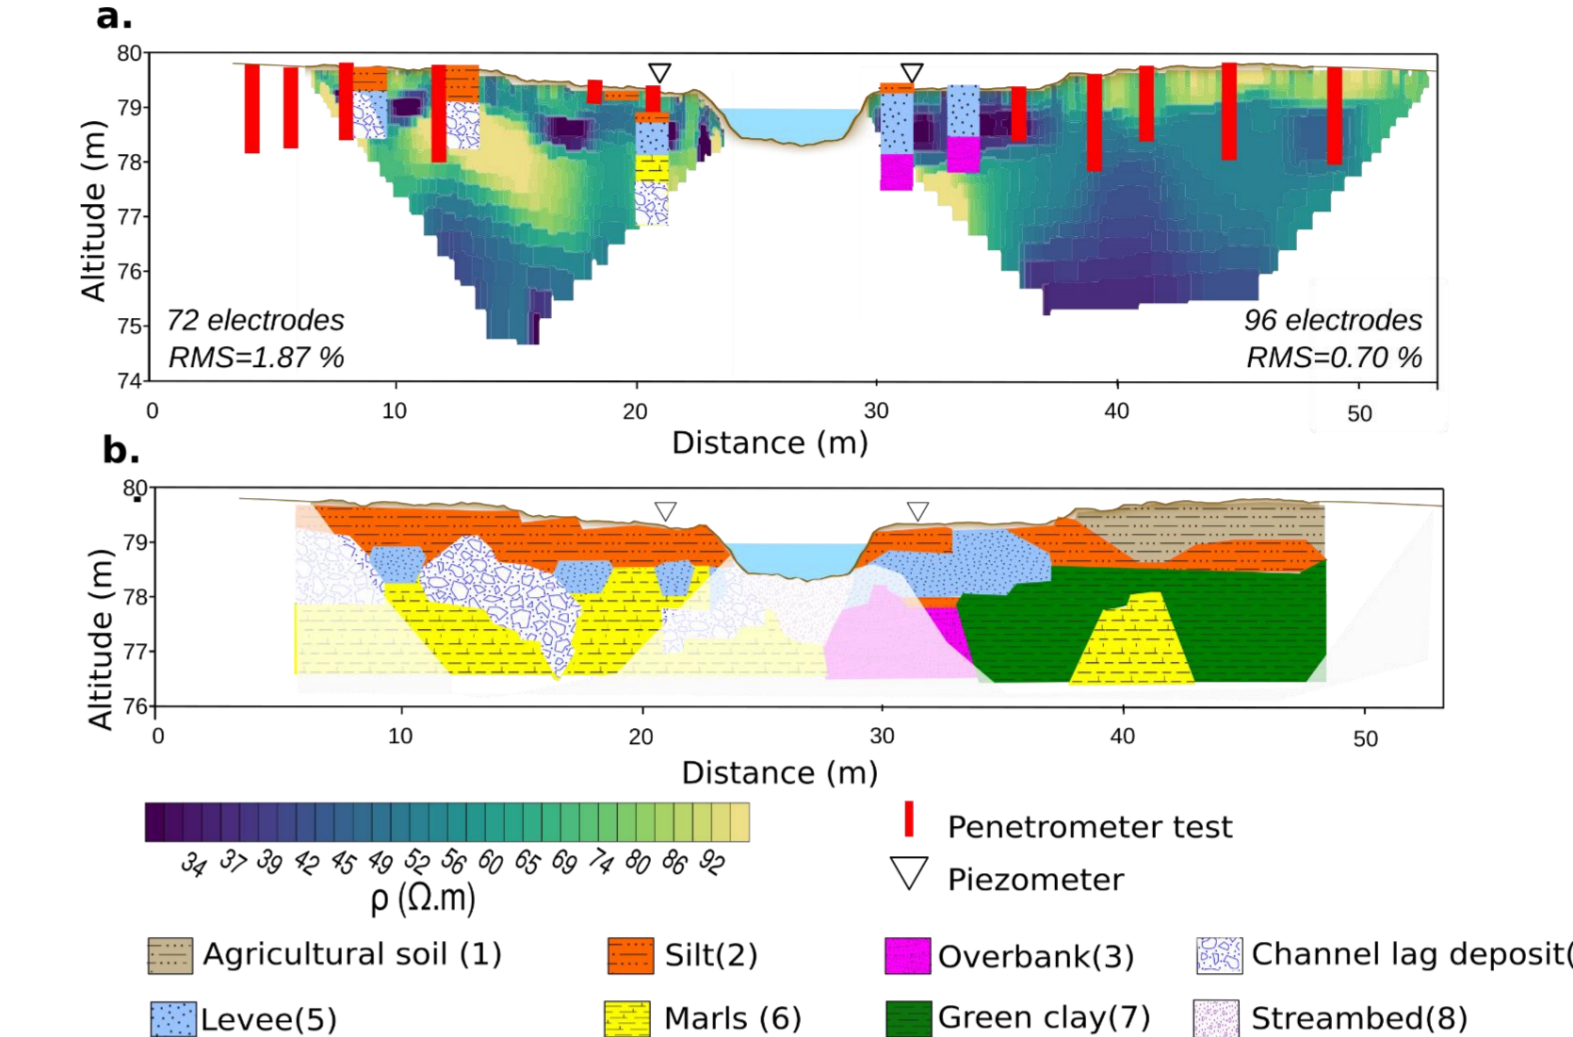 a.
80
79
78
77
76
75
74
Altitude (m)
72 electrodes
RMS=1.87 %
96 electrodes
RMS=0.70 %
0 10 20 30 40 50
Distance (m)
b.
80
79
78
77
76
Altitude (m)
0 10 20 30 40 50
Distance (m)
34 37 39 42 45 49 52 56 60 65 69 74 80 86 92
ρ (Ω.m)
Penetrometer test
Piezometer
Agricultural soil (1) Silt(2) Overbank(3) Channel lag deposit(
Levee(5) Marls (6) Green clay(7) Streambed(8)